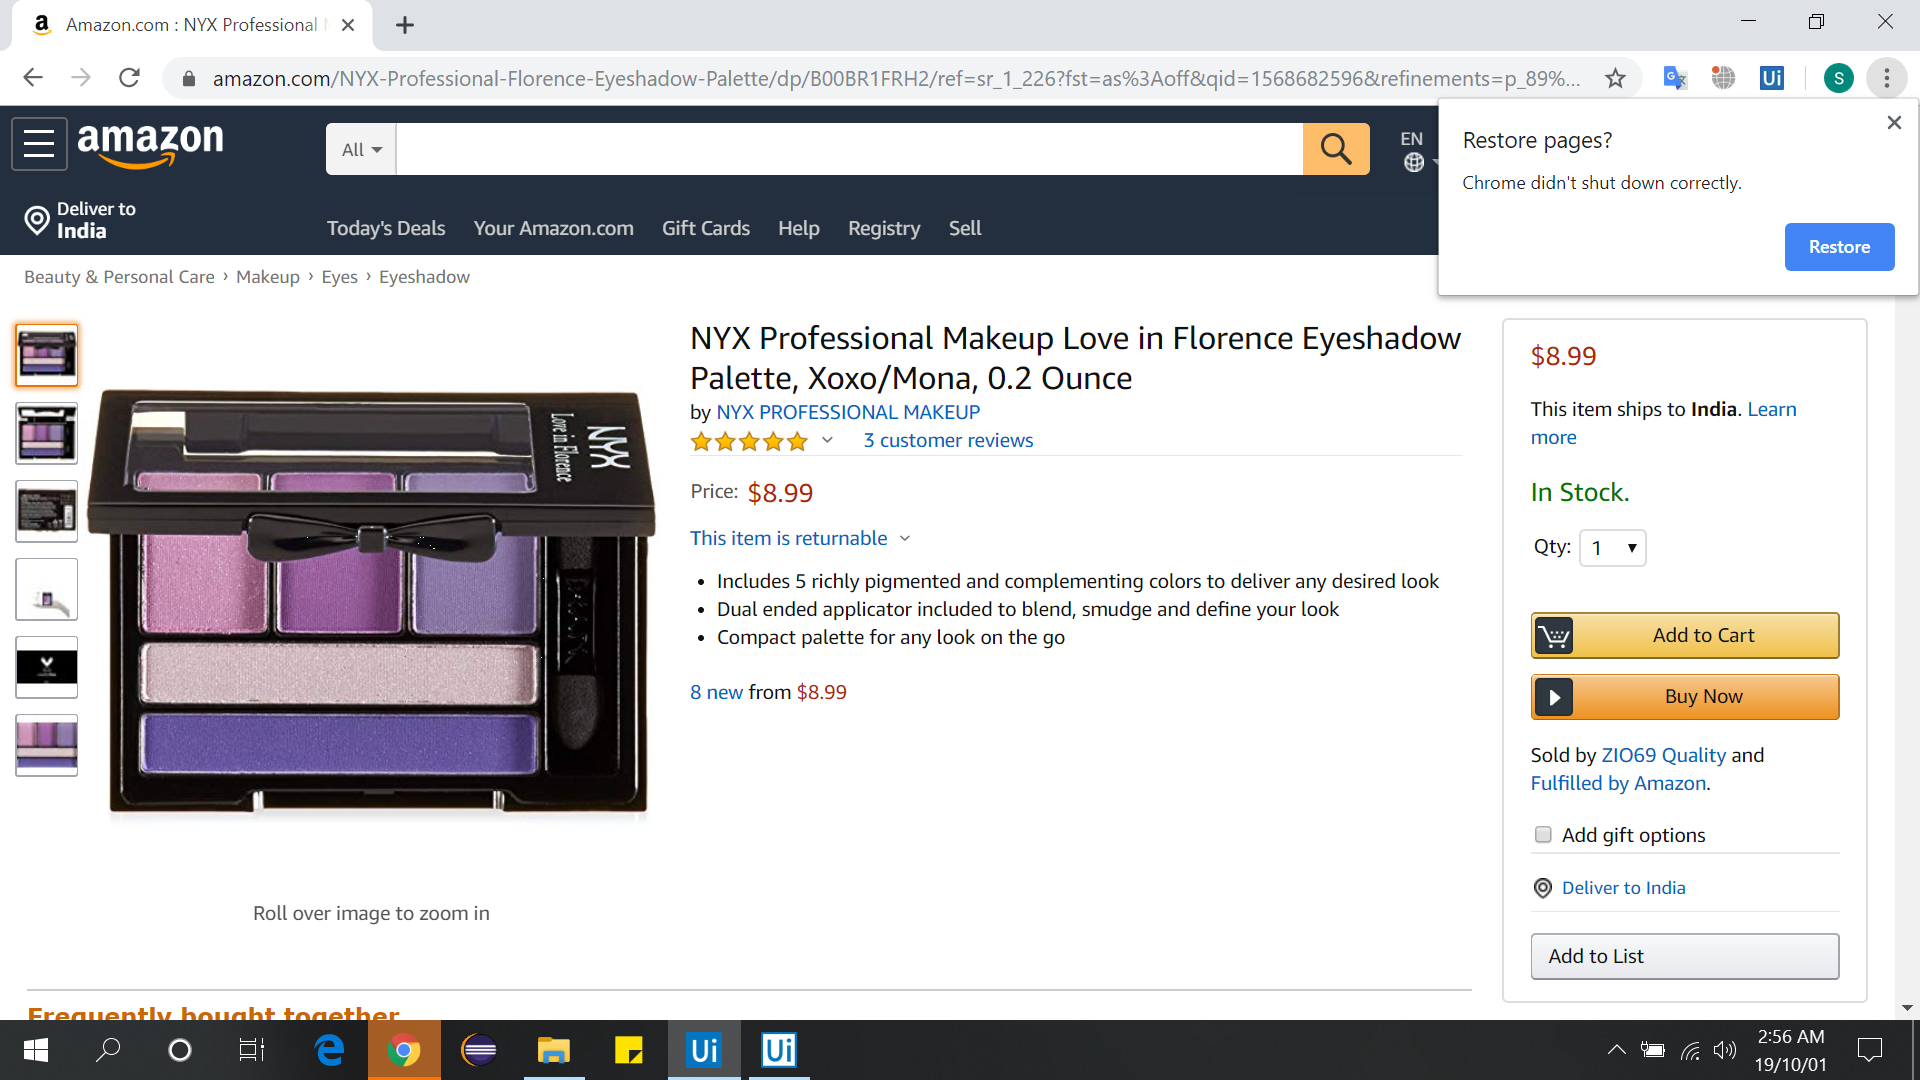 Amazon.com : NYX Professional
amazon.com/NYX-Professional-Florence-Eyeshadow-Palette/dp/B00BR1FRH2/ref=sr_1_226?fst=as%3Aoff&qid=1568682596&refinements=p_89%...
Ui
S
amazon
All
EN
Restore pages?
Chrome didn't shut down correctly.
Restore
Deliver to
India
Today's Deals
Your Amazon.com
Gift Cards
Help
Registry
Sell
Beauty & Personal Care › Makeup › Eyes › Eyeshadow
NYX
Love in Florence
NYX
Roll over image to zoom in
NYX Professional Makeup Love in Florence Eyeshadow
Palette, Xoxo/Mona, 0.2 Ounce
by NYX PROFESSIONAL MAKEUP
3 customer reviews
Price: $8.99
This item is returnable
• Includes 5 richly pigmented and complementing colors to deliver any desired look
• Dual ended applicator included to blend, smudge and define your look
• Compact palette for any look on the go
8 new from $8.99
$8.99
This item ships to India. Learn
more
In Stock.
Qty: 1
Add to Cart
Buy Now
Sold by ZIO69 Quality and
Fulfilled by Amazon.
Add gift options
Deliver to India
Add to List
Frequently bought together
Ui
Ui
2:56 AM
19/10/01